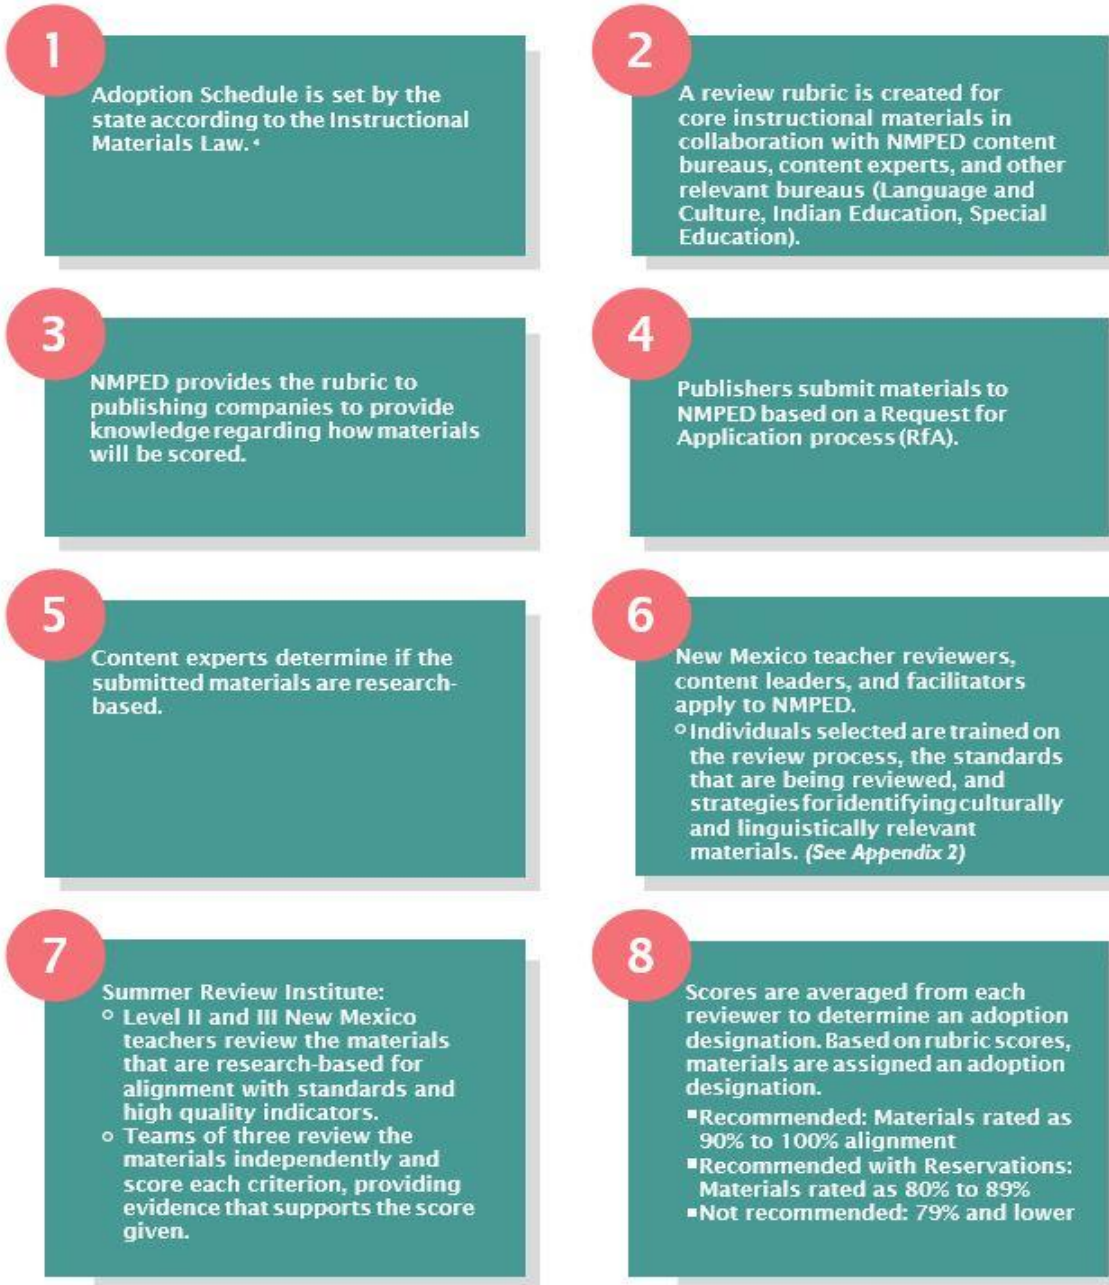 1
Adoption Schedule is set by the
state according to the Instructional
Materials Law. ⁴
2
A review rubric is created for
core instructional materials in
collaboration with NMPED content
bureaus, content experts, and other
relevant bureaus (Language and
Culture, Indian Education, Special
Education).
3
NMPED provides the rubric to
publishing companies to provide
knowledge regarding how materials
will be scored.
4
Publishers submit materials to
NMPED based on a Request for
Application process (RfA).
5
Content experts determine if the
submitted materials are research-
based.
6
New Mexico teacher reviewers,
content leaders, and facilitators
apply to NMPED.
Individuals selected are trained on
the review process, the standards
that are being reviewed, and
strategies for identifying culturally
and linguistically relevant
materials. (See Appendix 2)
7
Summer Review Institute:
Level II and III New Mexico
teachers review the materials
that are research-based for
alignment with standards and
high quality indicators.
Teams of three review the
materials independently and
score each criterion, providing
evidence that supports the score
given.
8
Scores are averaged from each
reviewer to determine an adoption
designation. Based on rubric scores,
materials are assigned an adoption
designation.
Recommended: Materials rated as
90% to 100% alignment
Recommended with Reservations:
Materials rated as 80% to 89%
Not recommended: 79% and lower